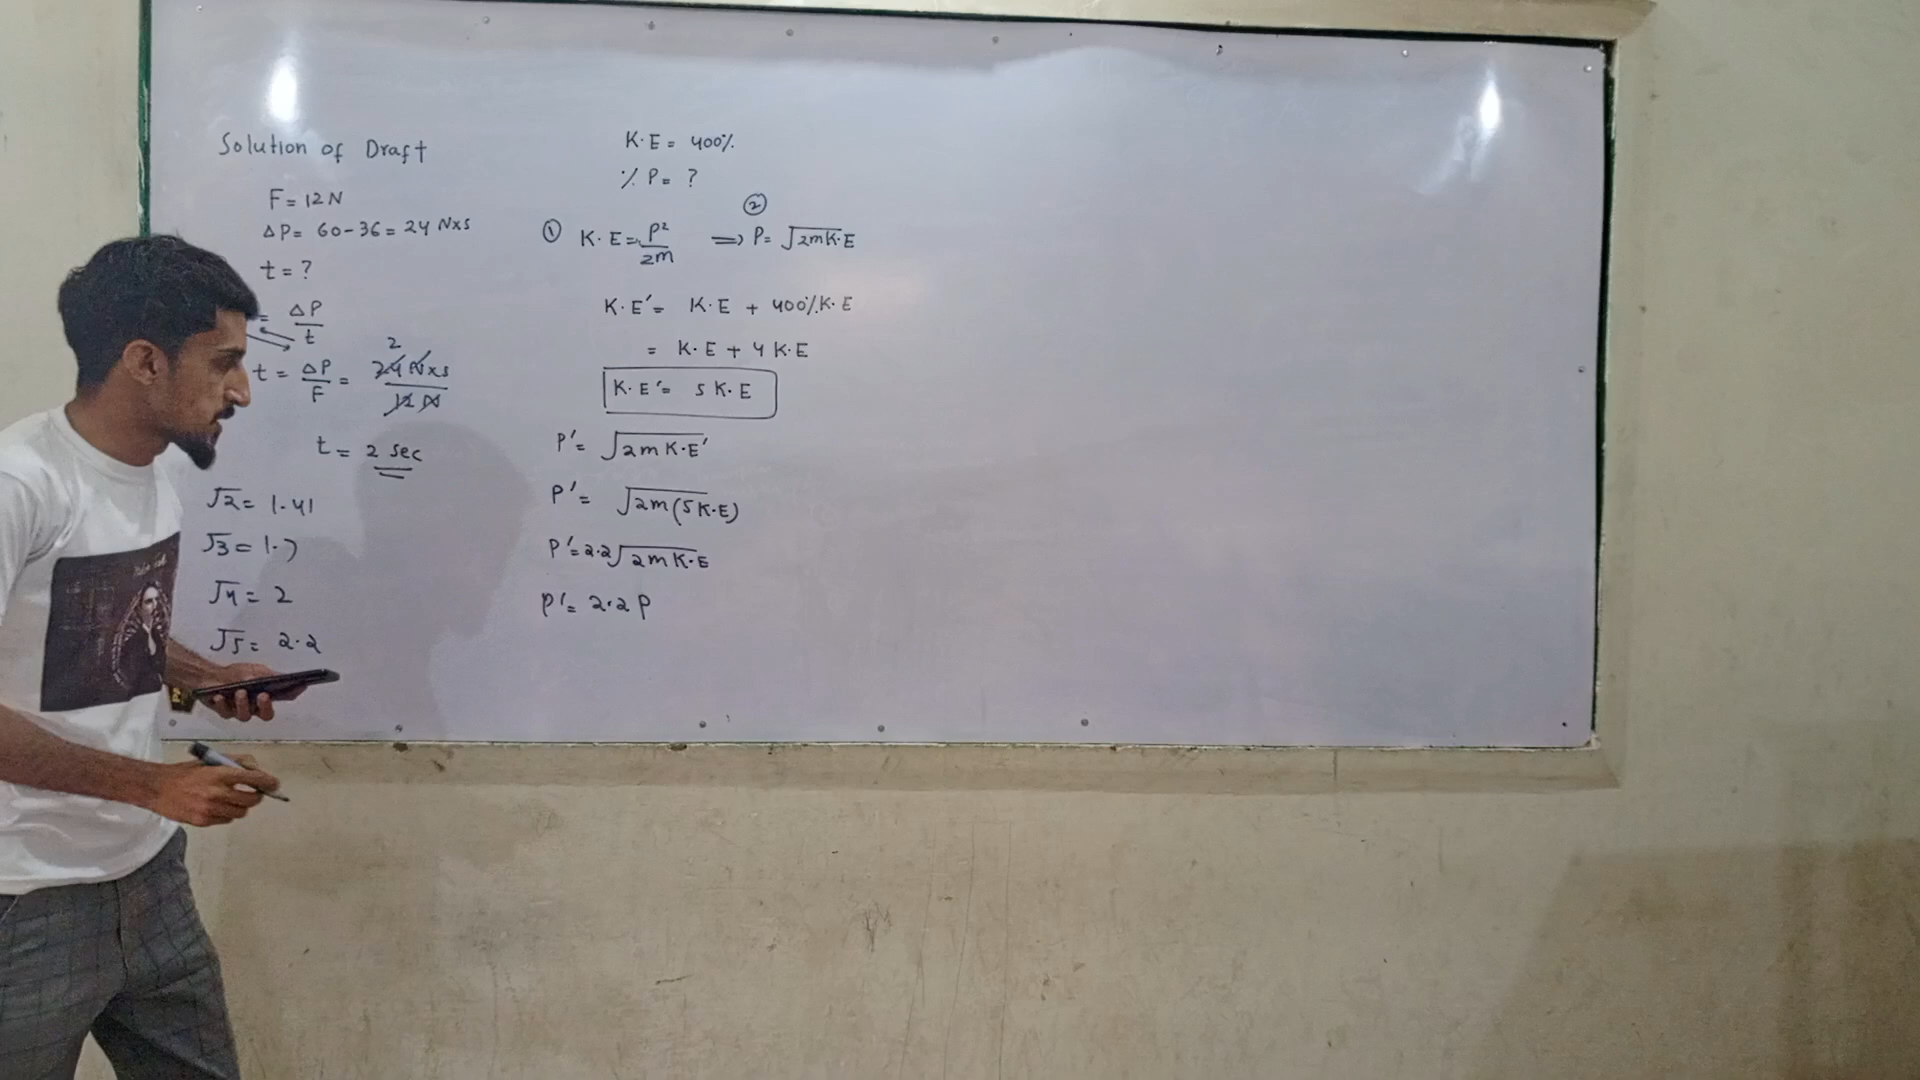 Solution of Draft
F = 12 N
ΔP = 60-36 = 24 N×s
t = ?
= ΔP/t
t = ΔP/F = 24 N×s / 12 N
2
t = 2 sec
√2 = 1.41
√3 = 1.7
√4 = 2
√5 = 2.2
K.E = 400%
% P = ?
① K.E = P²/2m ⇒ ② P = √2mK.E
K.E' = K.E + 400% K.E
= K.E + 4 K.E
K.E' = 5 K.E
P' = √2m K.E'
P' = √2m(5K.E)
P' = 2.2 √2m K.E
P' = 2.2 P